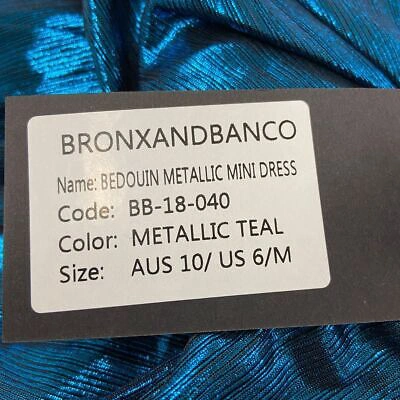 BRONXANDBANCO
Name: BEDOUIN METALLIC MINI DRESS
Code: BB-18-040
Color: METALLIC TEAL
Size: AUS 10/ US 6/M